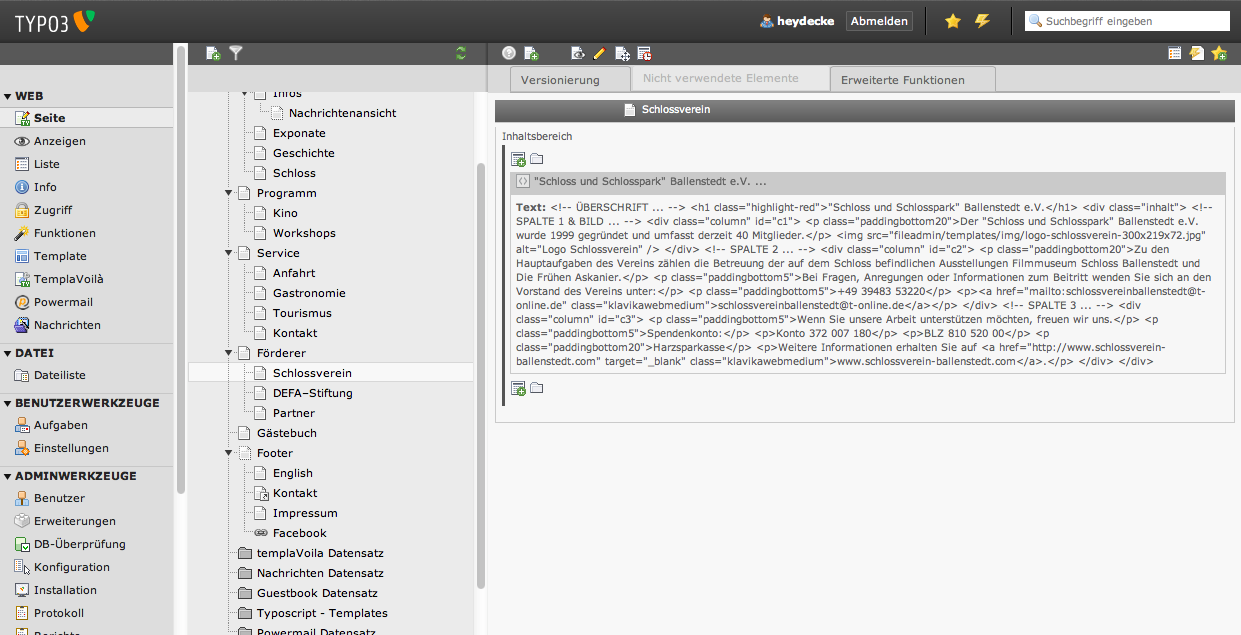 TYPO3
heydecke
Abmelden
Suchbegriff eingeben
WEB
Seite
Anzeigen
Liste
Info
Zugriff
Funktionen
Template
TemplaVoilà
Powermail
Nachrichten
DATEI
Dateiliste
BENUTZERWERKZEUGE
Aufgaben
Einstellungen
ADMINWERKZEUGE
Benutzer
Erweiterungen
DB-Überprüfung
Konfiguration
Installation
Protokoll
Berichte
Infos
Nachrichtenansicht
Exponate
Geschichte
Schloss
Programm
Kino
Workshops
Service
Anfahrt
Gastronomie
Tourismus
Kontakt
Förderer
Schlossverein
DEFA-Stiftung
Partner
Gästebuch
Footer
English
Kontakt
Impressum
Facebook
templaVoila Datensatz
Nachrichten Datensatz
Guestbook Datensatz
Typoscript - Templates
Powermail Datensatz
Versionierung
Nicht verwendete Elemente
Erweiterte Funktionen
Schlossverein
Inhaltsbereich
"Schloss und Schlosspark" Ballenstedt e.V. ...
Text: <!-- ÜBERSCHRIFT ... --> <h1 class="highlight-red">"Schloss und Schlosspark" Ballenstedt e.V.</h1> <div class="inhalt"> <!--
SPALTE 1 & BILD ... --> <div class="column" id="c1"> <p class="paddingbottom20">Der "Schloss und Schlosspark" Ballenstedt e.V.
wurde 1999 gegründet und umfasst derzeit 40 Mitglieder.</p> <img src="fileadmin/templates/img/logo-schlossverein-300x219x72.jpg"
alt="Logo Schlossverein" /> </div> <!-- SPALTE 2 ... --> <div class="column" id="c2"> <p class="paddingbottom20">Zu den
Hauptaufgaben des Vereins zählen die Betreuung der auf dem Schloss befindlichen Ausstellungen Filmmuseum Schloss Ballenstedt und
Die Frühen Askanier.</p> <p class="paddingbottom5">Bei Fragen, Anregungen oder Informationen zum Beitritt wenden Sie sich an den
Vorstand des Vereins unter:</p> <p class="paddingbottom5">+49 39483 53220</p> <p><a href="mailto:schlossvereinballenstedt@t-
online.de" class="klavikawebmedium">schlossvereinballenstedt@t-online.de</a></p> </div> <!-- SPALTE 3 ... --> <div
class="column" id="c3"> <p class="paddingbottom5">Wenn Sie unsere Arbeit unterstützen möchten, freuen wir uns.</p> <p
class="paddingbottom5">Spendenkonto:</p> <p>Konto 372 007 180</p> <p>BLZ 810 520 00</p> <p
class="paddingbottom20">Harzsparkasse</p> <p>Weitere Informationen erhalten Sie auf <a href="http://www.schlossverein-
ballenstedt.com" target="_blank" class="klavikawebmedium">www.schlossverein-ballenstedt.com</a>.</p> </div> </div>